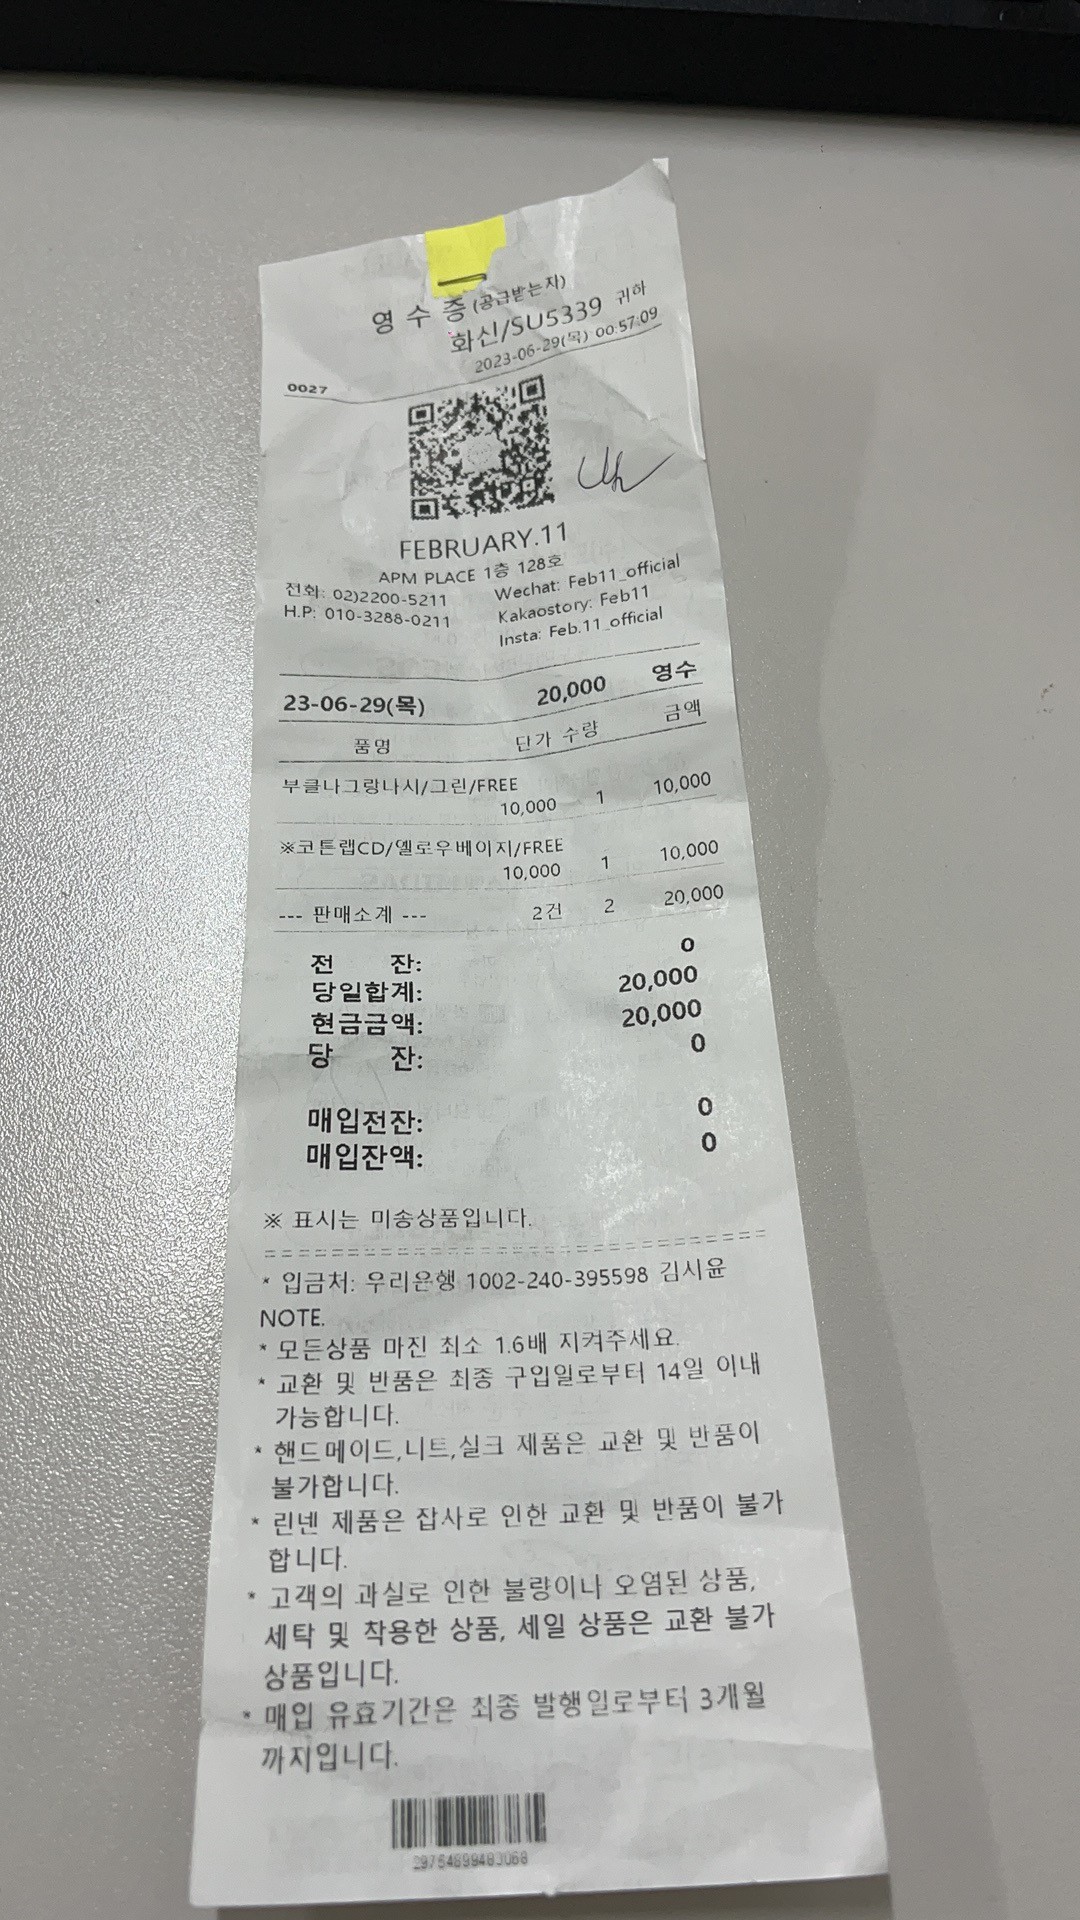 영 수 증 (공급받는자)
화신/SU5339 귀하
2023-06-29(목) 00:57:09
0027
FEBRUARY.11
APM PLACE 1층 128호
전화: 02)2200-5211
H.P: 010-3288-0211
Wechat: Feb11_official
Kakaostory: Feb11
Insta: Feb.11_official
23-06-29(목) 20,000 영수
품명 단가 수량 금액
부클나그랑나시/그린/FREE
10,000 1 10,000
※코튼랩CD/옐로우베이지/FREE
10,000 1 10,000
--- 판매소계 --- 2건 2 20,000
전 잔: 0
당일합계: 20,000
현금금액: 20,000
당 잔: 0
매입전잔: 0
매입잔액: 0
※ 표시는 미송상품입니다.
* 입금처: 우리은행 1002-240-395598 김시윤
NOTE.
* 모든상품 마진 최소 1.6배 지켜주세요.
* 교환 및 반품은 최종 구입일로부터 14일 이내
가능합니다.
* 핸드메이드,니트,실크 제품은 교환 및 반품이
불가합니다.
* 린넨 제품은 잡사로 인한 교환 및 반품이 불가
합니다.
* 고객의 과실로 인한 불량이나 오염된 상품,
세탁 및 착용한 상품, 세일 상품은 교환 불가
상품입니다.
* 매입 유효기간은 최종 발행일로부터 3개월
까지입니다.